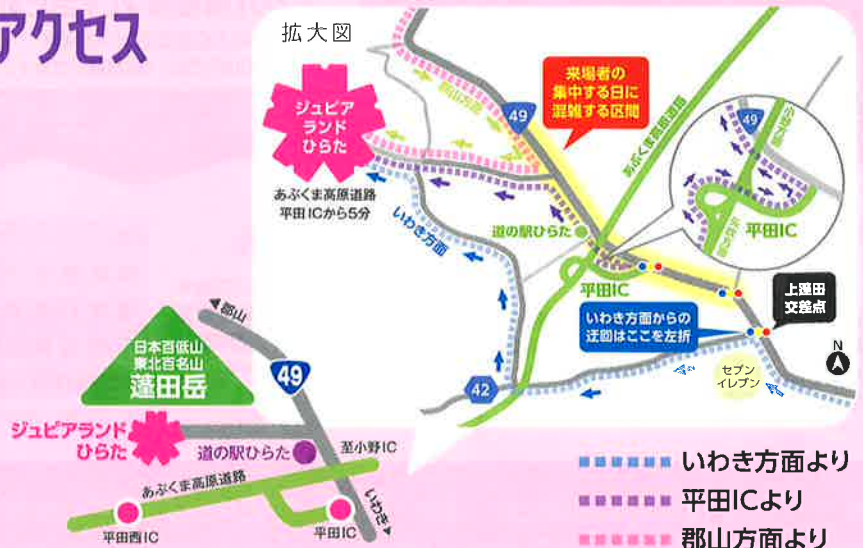 アクセス
拡大図
ジュピア
ランド
ひらた
あぶくま高原道路
平田ICから5分
郡山方面
49
来場者の
集中する日に
混雑する区間
あぶくま高原道路
49
平田IC
道の駅ひらた
いわき方面
平田IC
いわき方面からの
迂回はここを左折
上蓬田
交差点
42
セブン
イレブン
N
郡山
49
日本百低山
東北百名山
蓬田岳
ジュピアランド
ひらた
道の駅ひらた
至小野IC
あぶくま高原道路
いわき
平田西IC
平田IC
いわき方面より
平田ICより
郡山方面より